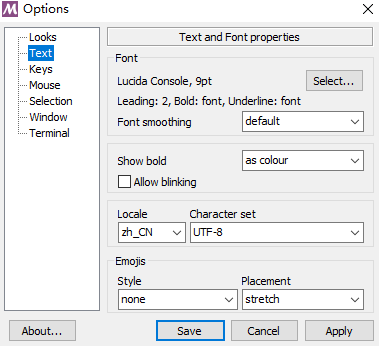 Options
Looks
Text
Keys
Mouse
Selection
Window
Terminal
Text and Font properties
Font
Lucida Console, 9pt
Select...
Leading: 2, Bold: font, Underline: font
Font smoothing
default
Show bold
as colour
Allow blinking
Locale
Character set
zh_CN
UTF-8
Emojis
Style
Placement
none
stretch
About...
Save
Cancel
Apply